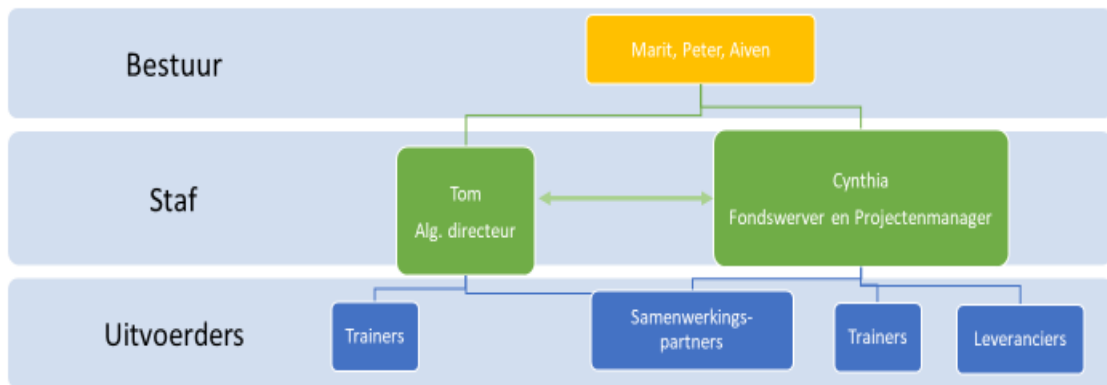 Bestuur
Marit, Peter, Aiven
Staf
Tom
Alg. directeur
Cynthia
Fondswerver en Projectenmanager
Uitvoerders
Trainers
Samenwerkings-
partners
Trainers
Leveranciers